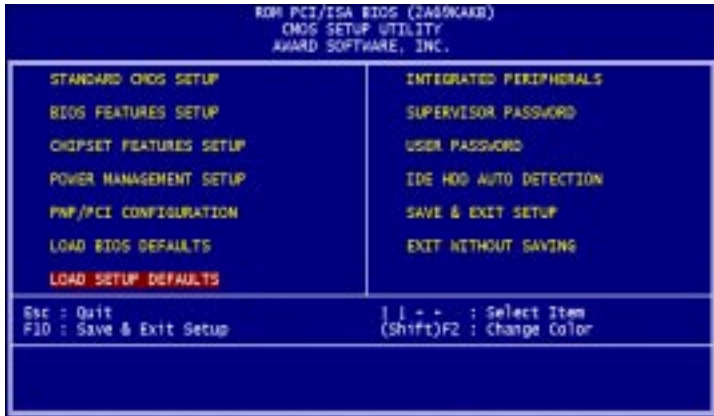 ROM PCI/ISA BIOS (2A69KAKB)
CMOS SETUP UTILITY
AWARD SOFTWARE, INC.
STANDARD CMOS SETUP
BIOS FEATURES SETUP
CHIPSET FEATURES SETUP
POWER MANAGEMENT SETUP
PNP/PCI CONFIGURATION
LOAD BIOS DEFAULTS
LOAD SETUP DEFAULTS
INTEGRATED PERIPHERALS
SUPERVISOR PASSWORD
USER PASSWORD
IDE HDD AUTO DETECTION
SAVE & EXIT SETUP
EXIT WITHOUT SAVING
Esc : Quit
F10 : Save & Exit Setup
: Select Item
(Shift)F2 : Change Color